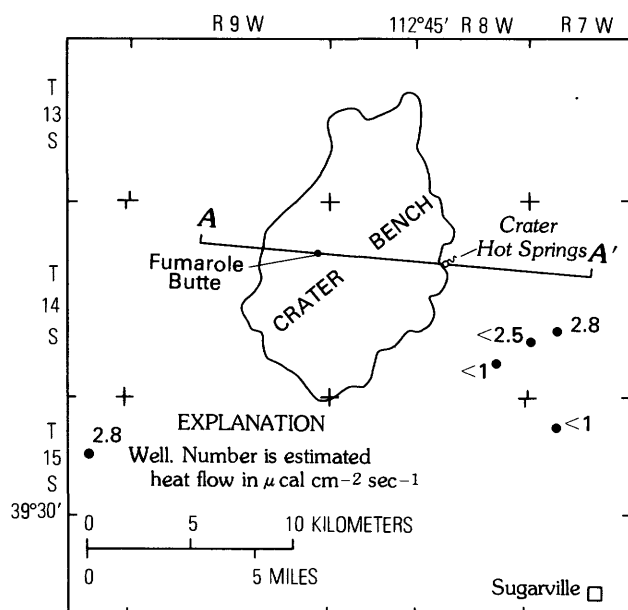 R 9 W 112°45′ R 8 W R 7 W
T
13
S
A
BENCH
Crater
Hot Springs
A′
Fumarole
Butte
CRATER
T
14
S
<2.5
2.8
<1
<1
EXPLANATION
2.8
Well. Number is estimated
heat flow in μ cal cm−2 sec−1
T
15
S
39°30′
0 5 10 KILOMETERS
0 5 MILES
Sugarville